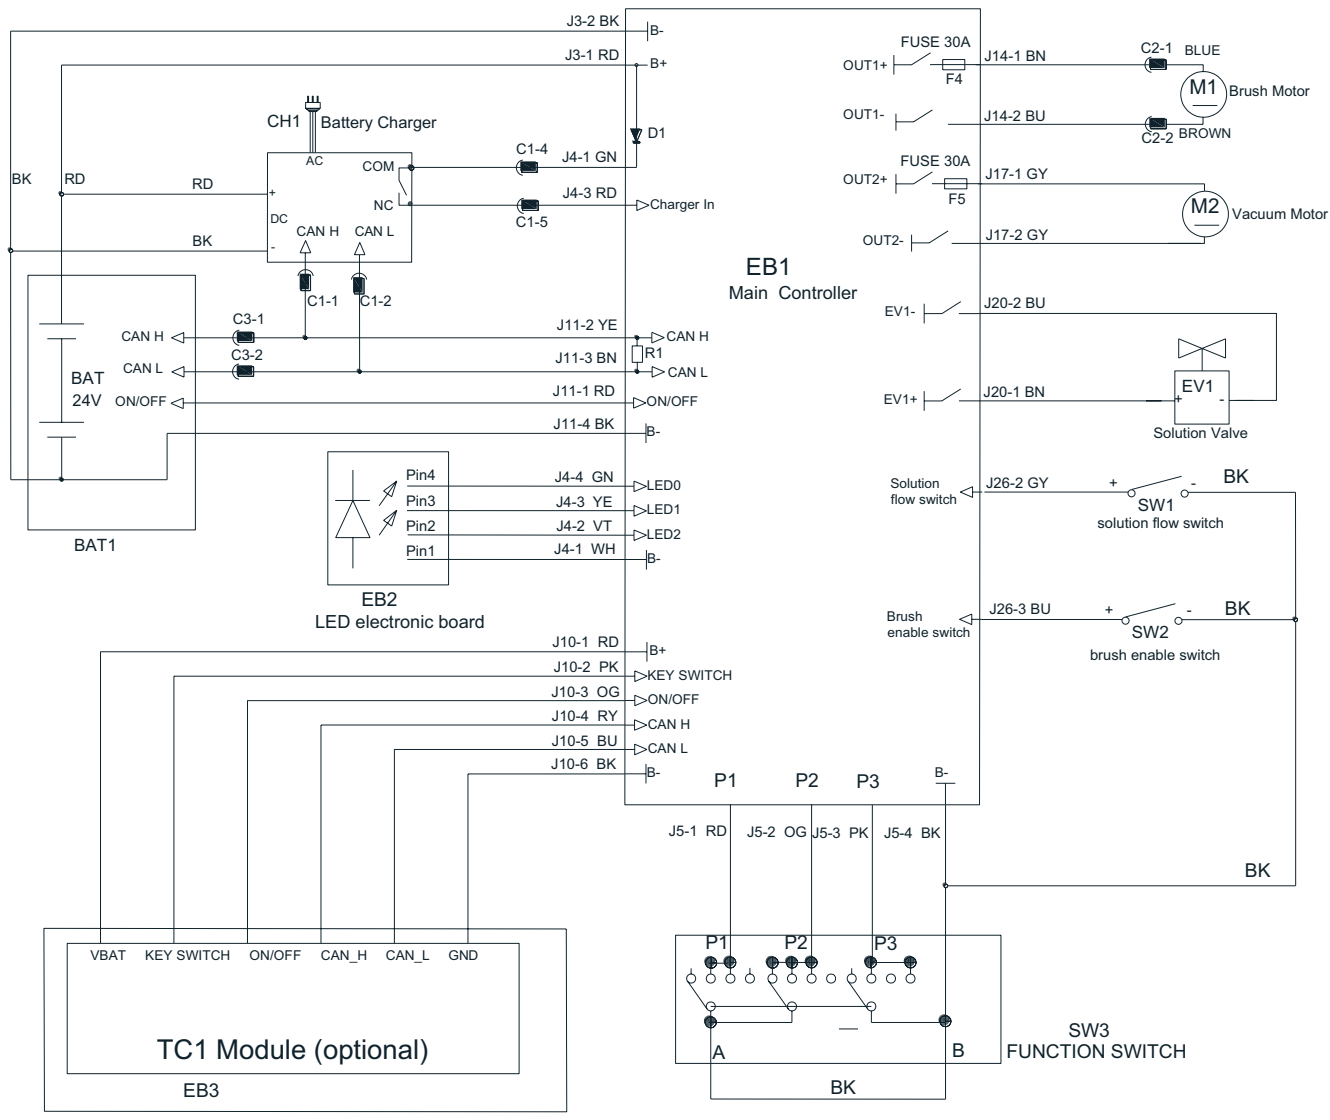 J3-2 BK
B-
J3-1 RD
B+
FUSE 30A
OUT1+
F4
J14-1 BN
C2-1
BLUE
M1
Brush Motor
OUT1-
J14-2 BU
C2-2
BROWN
CH1
Battery Charger
AC
D1
COM
C1-4
J4-1 GN
FUSE 30A
OUT2+
F5
J17-1 GY
M2
Vacuum Motor
OUT2-
J17-2 GY
BK
RD
RD
+
DC
NC
C1-5
J4-3 RD
Charger In
BK
-
CAN H
CAN L
C1-1
C1-2
EB1
Main Controller
C3-1
CAN H
J11-2 YE
CAN H
C3-2
R1
CAN L
J11-3 BN
CAN L
BAT
24V
ON/OFF
J11-1 RD
ON/OFF
J11-4 BK
B-
BAT1
EV1-
J20-2 BU
EV1+
J20-1 BN
EV1
+
-
Solution Valve
Pin4
J4-4 GN
LED0
Pin3
J4-3 YE
LED1
Pin2
J4-2 VT
LED2
Pin1
J4-1 WH
B-
EB2
LED electronic board
Solution
flow switch
J26-2 GY
+
-
BK
SW1
solution flow switch
Brush
enable switch
J26-3 BU
+
-
BK
SW2
brush enable switch
J10-1 RD
B+
J10-2 PK
KEY SWITCH
J10-3 OG
ON/OFF
J10-4 RY
CAN H
J10-5 BU
CAN L
J10-6 BK
B-
P1
P2
P3
B-
J5-1 RD
J5-2 OG
J5-3 PK
J5-4 BK
BK
VBAT
KEY SWITCH
ON/OFF
CAN_H
CAN_L
GND
TC1 Module (optional)
EB3
P1
P2
P3
A
B
BK
SW3
FUNCTION SWITCH